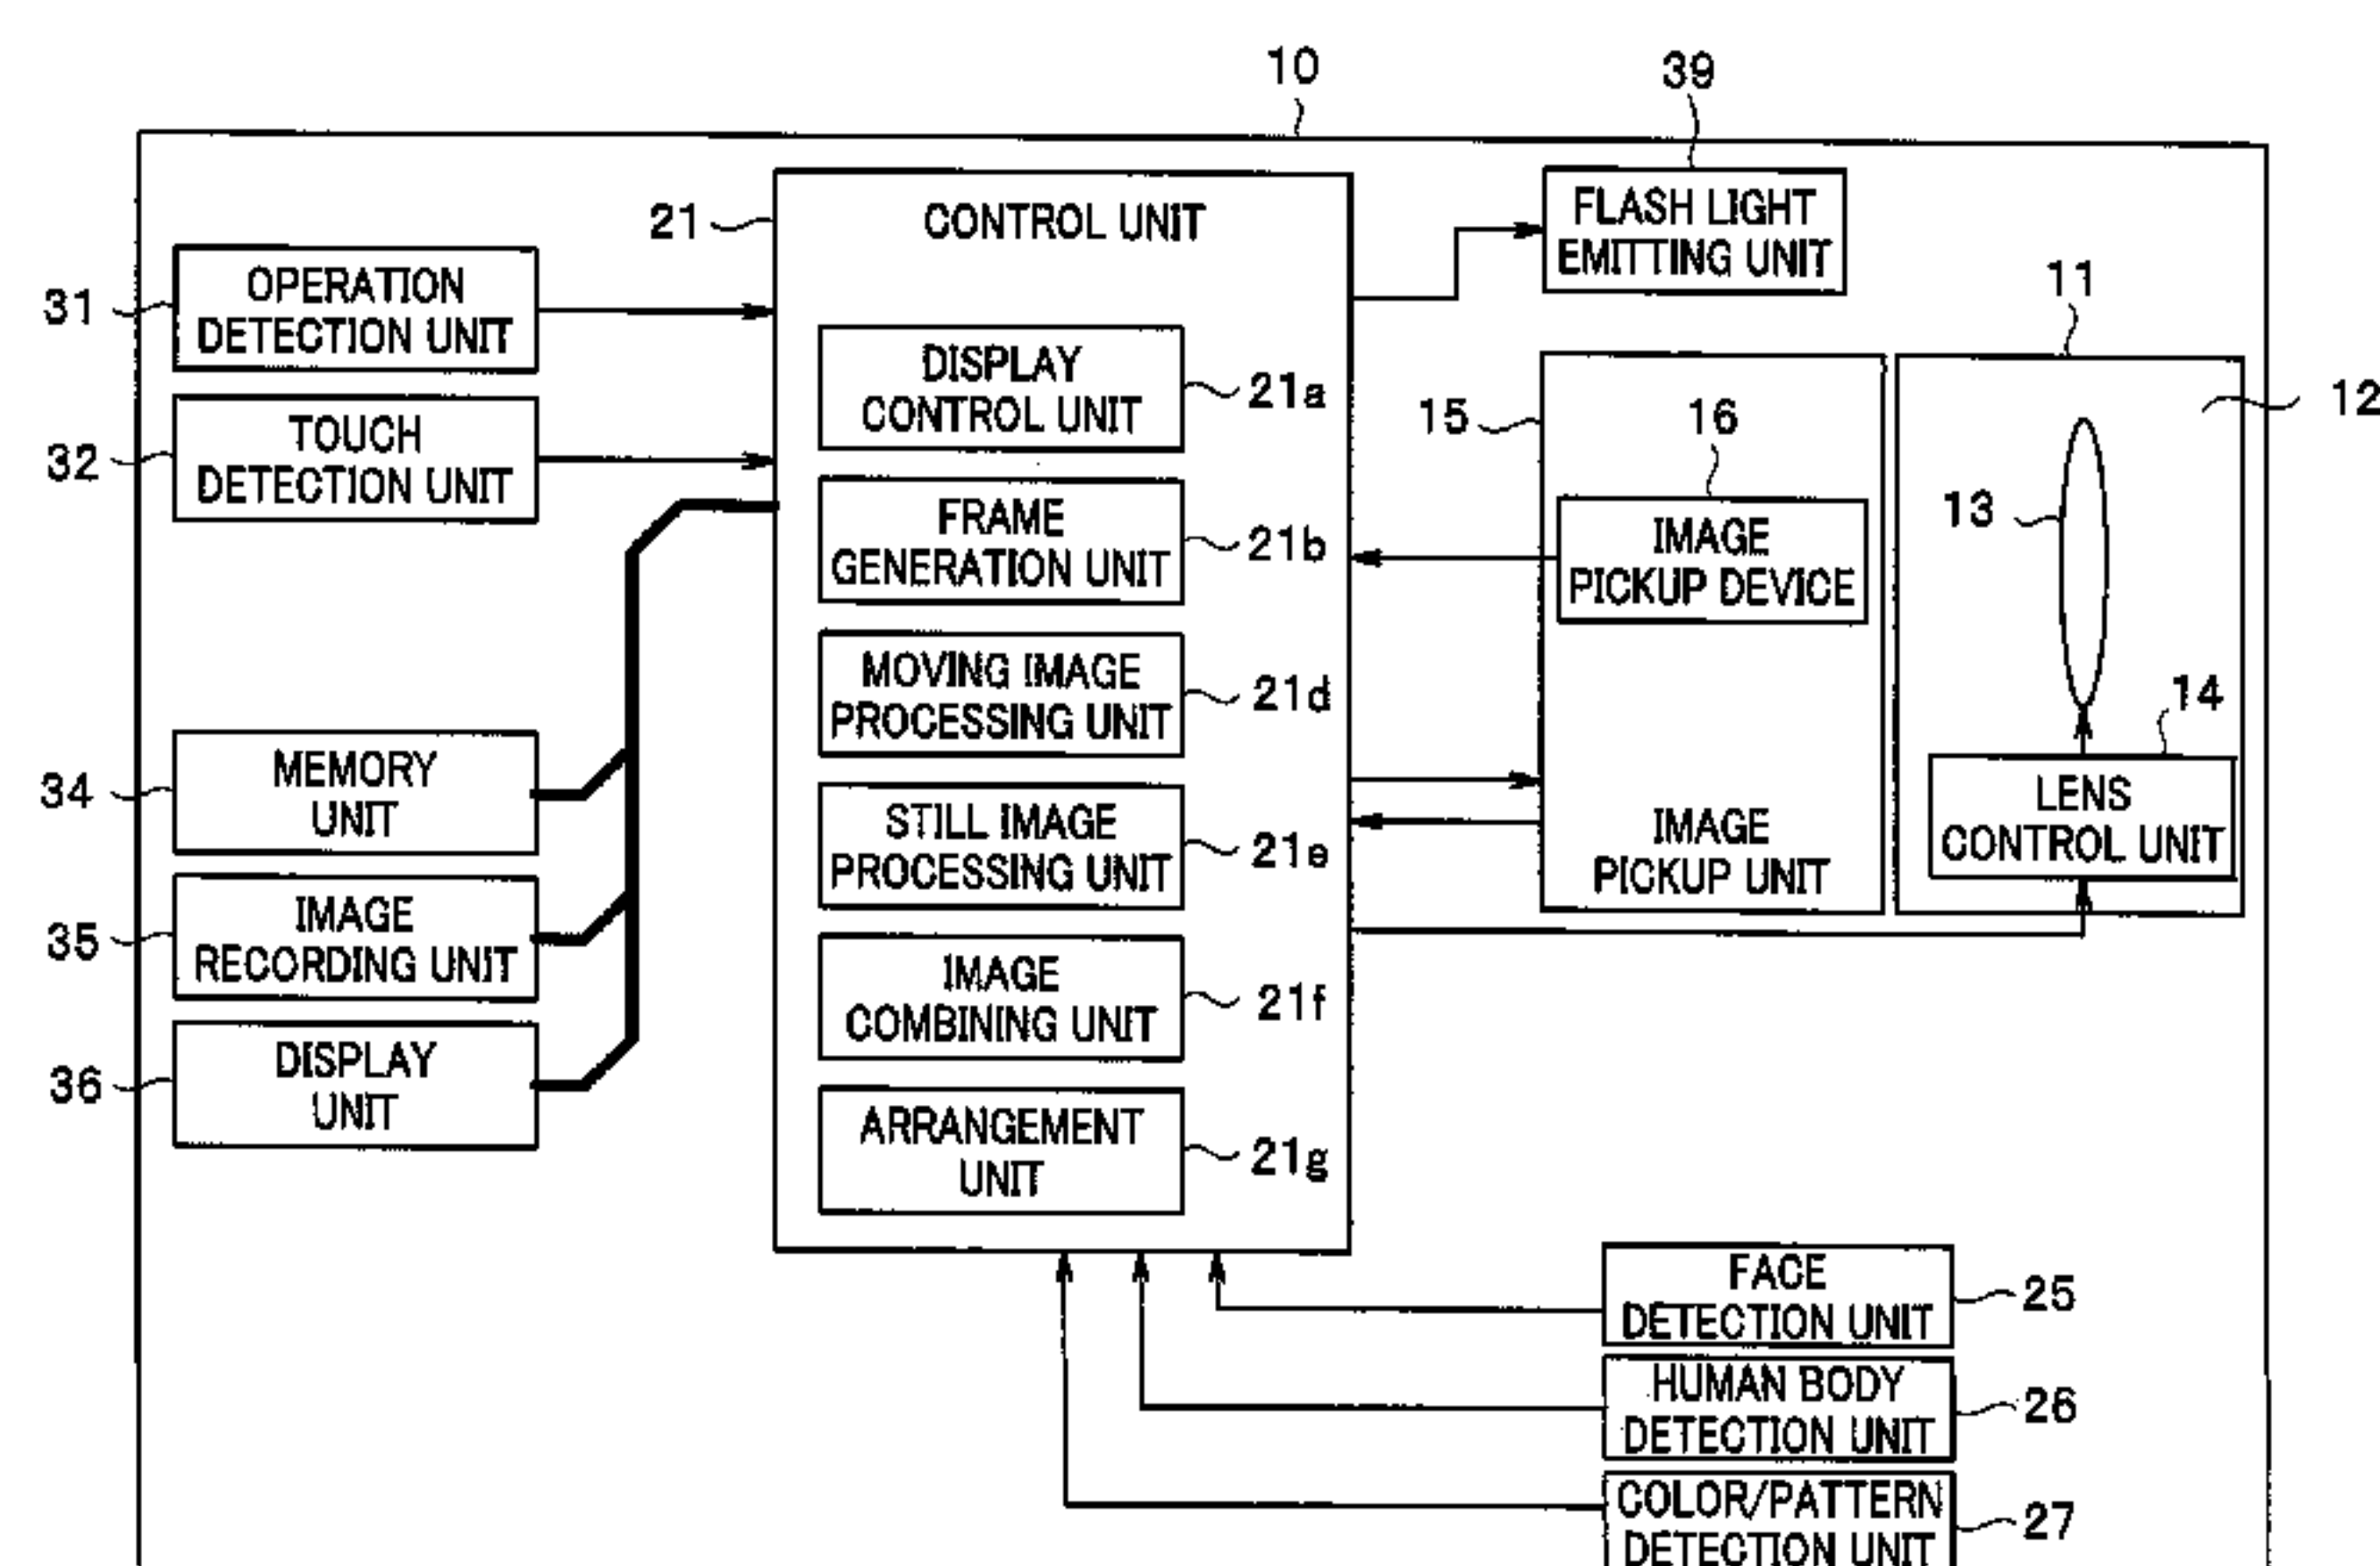 10
39
21
CONTROL UNIT
FLASH LIGHT
EMITTING UNIT
31
OPERATION
DETECTION UNIT
11
12
DISPLAY
CONTROL UNIT
21a
15
16
32
TOUCH
DETECTION UNIT
FRAME
GENERATION UNIT
21b
IMAGE
PICKUP DEVICE
13
MOVING IMAGE
PROCESSING UNIT
21d
14
34
MEMORY
UNIT
STILL IMAGE
PROCESSING UNIT
21e
IMAGE
PICKUP UNIT
LENS
CONTROL UNIT
35
IMAGE
RECORDING UNIT
IMAGE
COMBINING UNIT
21f
36
DISPLAY
UNIT
ARRANGEMENT
UNIT
21g
FACE
DETECTION UNIT
25
HUMAN BODY
DETECTION UNIT
26
COLOR/PATTERN
DETECTION UNIT
27